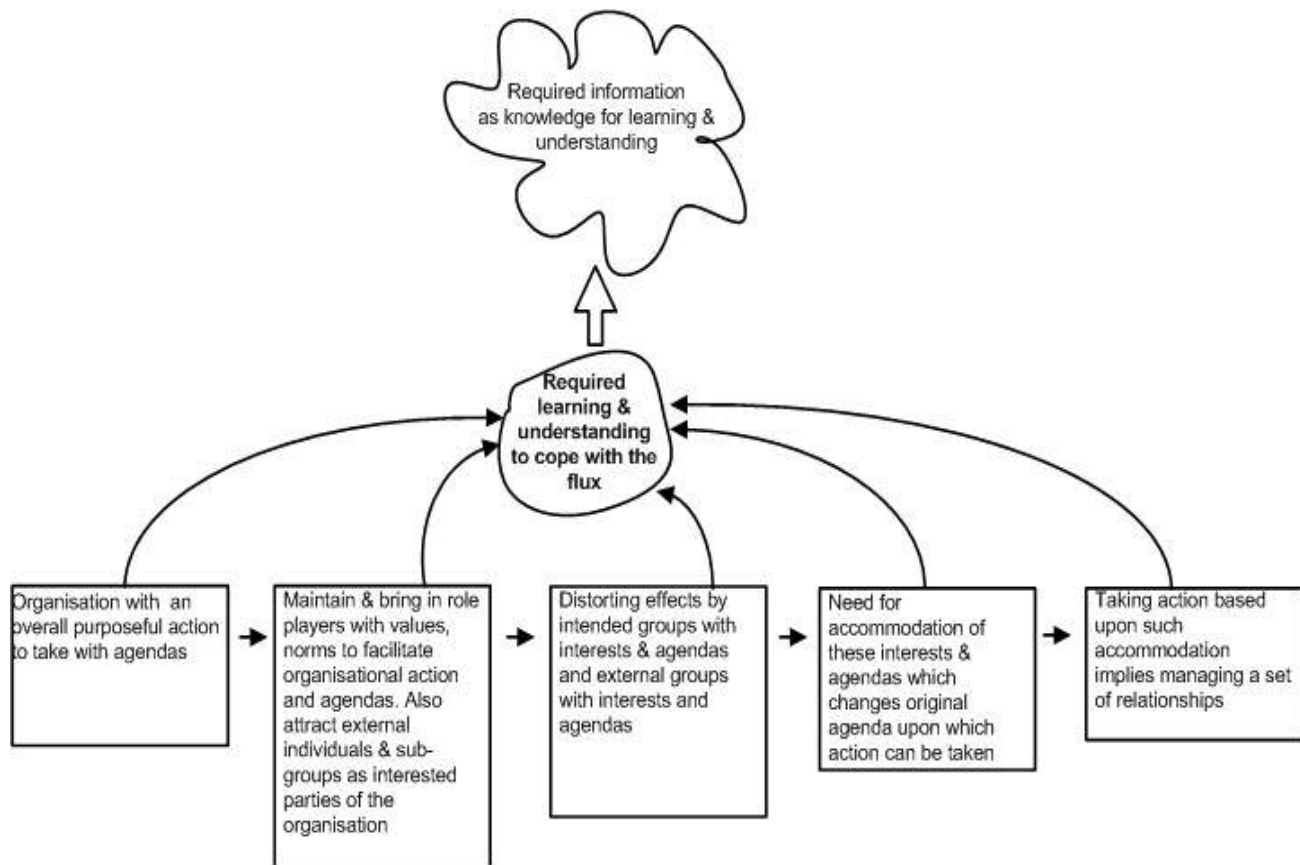 Required information
as knowledge for learning &
understanding
Required
learning &
understanding
to cope with the
flux
Organisation with an
overall purposeful action
to take with agendas
Maintain & bring in role
players with values,
norms to facilitate
organisational action
and agendas. Also
attract external
individuals & sub-
groups as interested
parties of the
organisation
Distorting effects by
intended groups with
interests & agendas
and external groups
with interests and
agendas
Need for
accommodation of
these interests &
agendas which
changes original
agenda upon which
action can be taken
Taking action based
upon such
accommodation
implies managing a set
of relationships